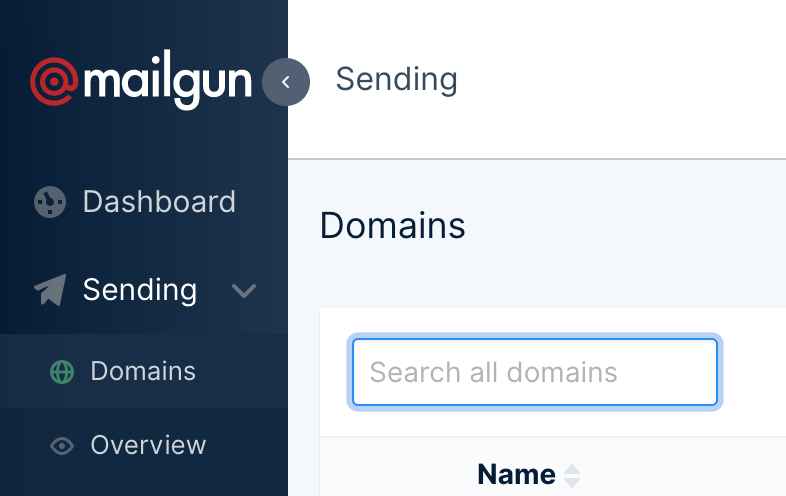 mailgun
Dashboard
Sending
Domains
Overview
Sending
Domains
Search all domains
Name